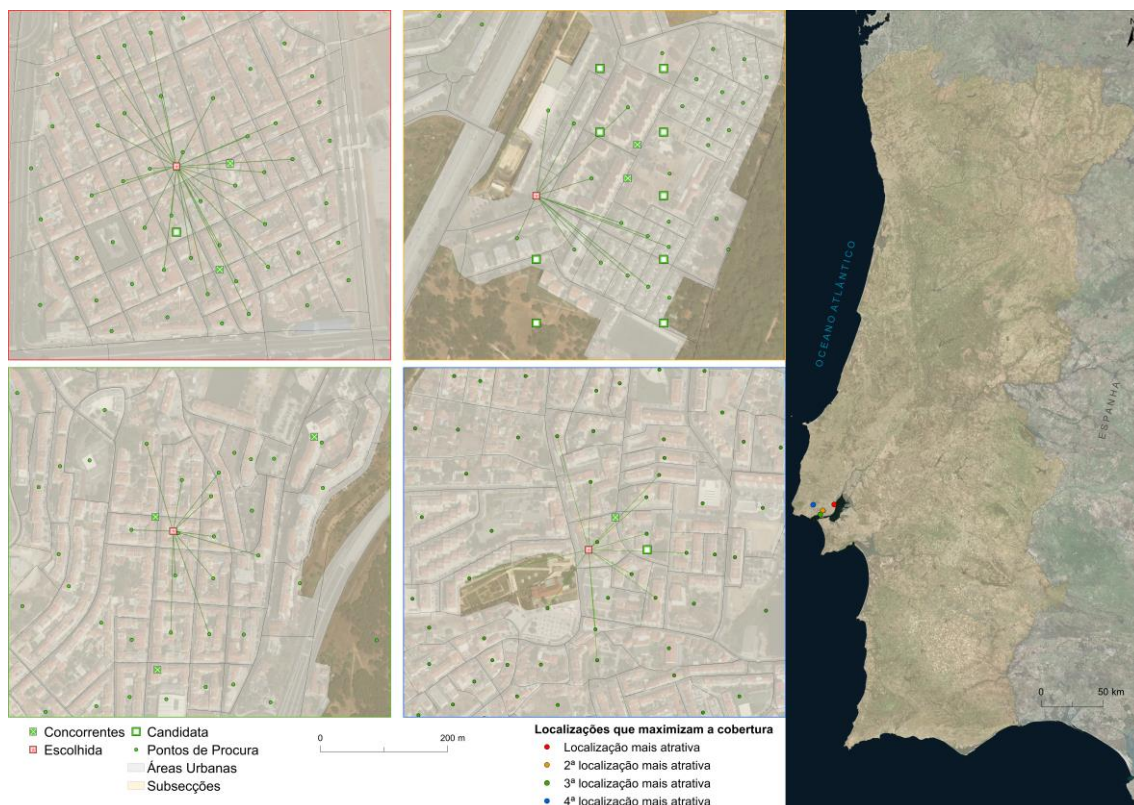 N
OCEANO ATLÂNTICO
ESPANHA
0 50 km
Concorrentes
Candidata
Escolhida
Pontos de Procura
Áreas Urbanas
Subsecções
0 200 m
Localizações que maximizam a cobertura
Localização mais atrativa
2ª localização mais atrativa
3ª localização mais atrativa
4ª localização mais atrativa